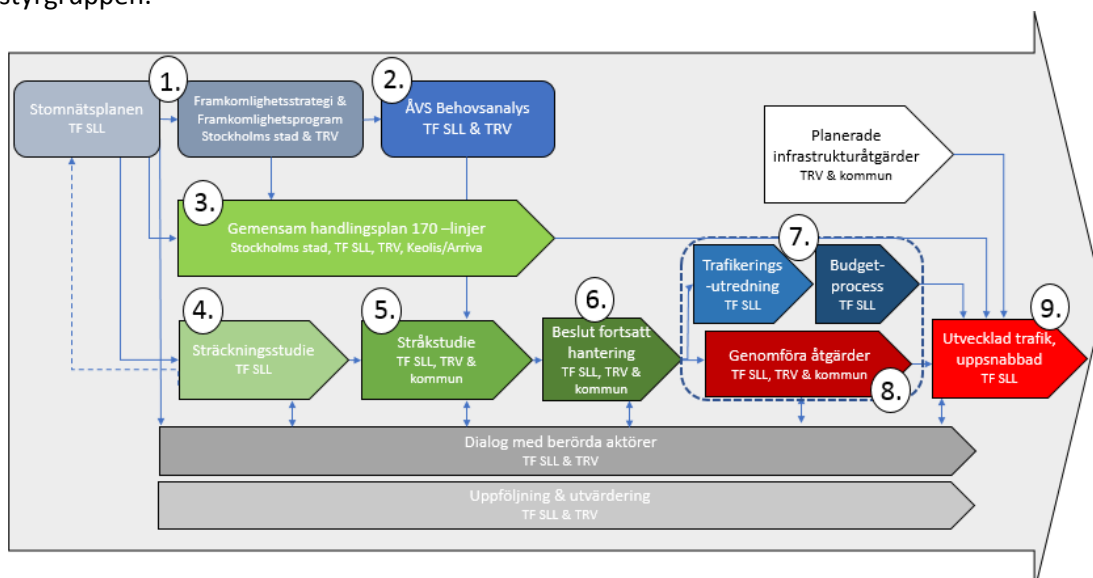 styrgruppen.
1.
2.
Stomnätsplanen
TF SLL
Framkomlighetsstrategi &
Framkomlighetsprogram
Stockholms stad & TRV
ÅVS Behovsanalys
TF SLL & TRV
Planerade
infrastrukturåtgärder
TRV & kommun
3.
Gemensam handlingsplan 170 –linjer
Stockholms stad, TF SLL, TRV, Keolis/Arriva
7.
Trafikerings
-utredning
TF SLL
Budget-
process
TF SLL
4.
Sträckningsstudie
TF SLL
5.
Stråkstudie
TF SLL, TRV &
kommun
6.
Beslut fortsatt
hantering
TF SLL, TRV &
kommun
Genomföra åtgärder
TF SLL, TRV & kommun
8.
9.
Utvecklad trafik,
uppsnabbad
TF SLL
Dialog med berörda aktörer
TF SLL & TRV
Uppföljning & utvärdering
TF SLL & TRV